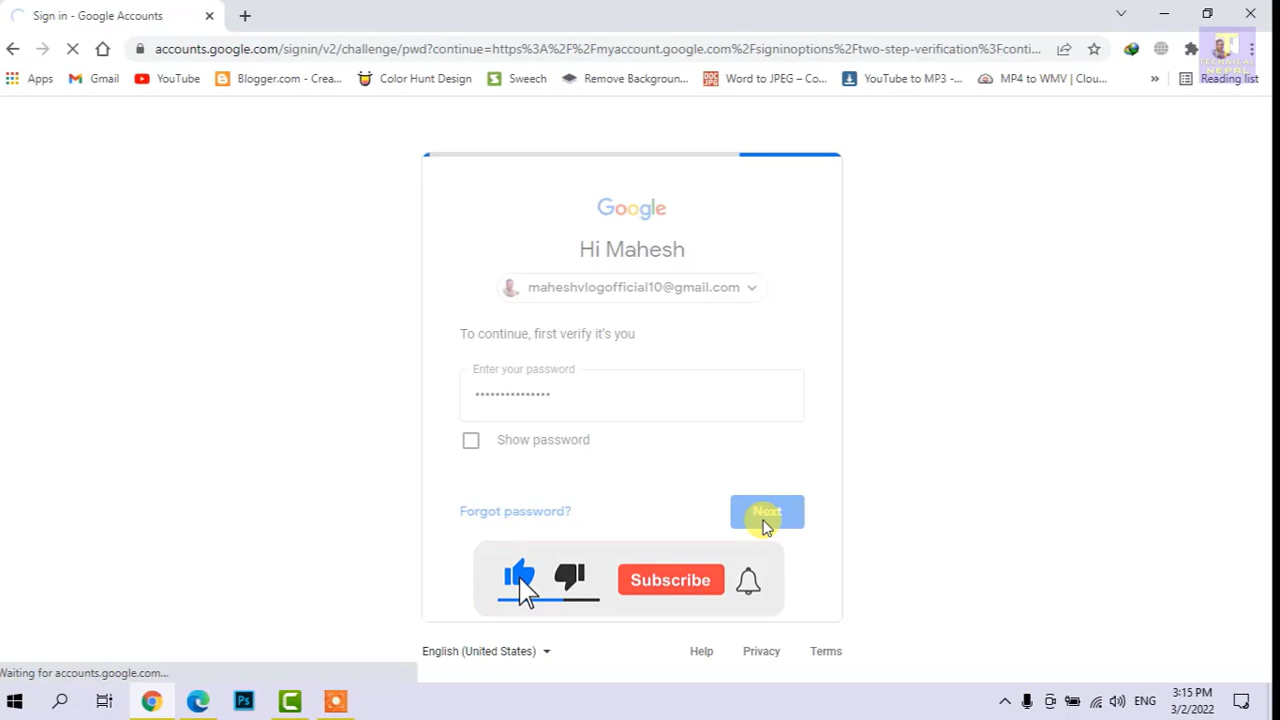 Sign in - Google Accounts
accounts.google.com/signin/v2/challenge/pwd?continue=https%3A%2F%2Fmyaccount.google.com%2Fsigninoptions%2Ftwo-step-verification%3Fconti...
Apps Gmail YouTube Blogger.com - Crea... Color Hunt Design Sweech Remove Backgroun... Word to JPEG – Co... YouTube to MP3 -... MP4 to WMV | Clou... » Reading list
Google
Hi Mahesh
maheshvlogofficial10@gmail.com
To continue, first verify it's you
Enter your password
Show password
Forgot password? Next
Subscribe
English (United States) Help Privacy Terms
Waiting for accounts.google.com...
Ps ENG 3:15 PM
3/2/2022